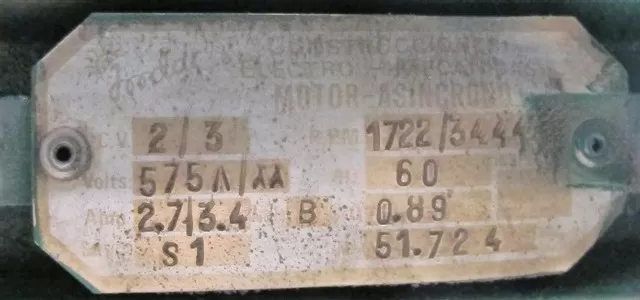 CONSTRUCCIONES
ELECTRO-MECANICAS
MOTOR-ASINCRONO
C.V. 2/3 R.P.M. 1722/3444
Volts. 575Λ/ΛΛ 60
Amp. 2.7/3.4 B 0.89
S1 51.724